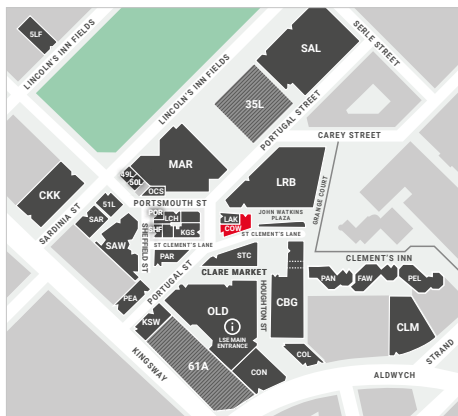 5LF
LINCOLN'S INN FIELDS
SAL
SERLE STREET
LINCOLN'S INN FIELDS
35L
PORTUGAL STREET
CAREY STREET
MAR
49L
50L
OCS
LRB
CKK
PORTSMOUTH ST
GRANGE COURT
SARDINIA ST
51L
SAR
POR
LCH
SHF
KGS
LAK
COW
JOHN WATKINS
PLAZA
ST CLEMENT'S LANE
ST CLEMENT'S LANE
SHEFFIELD ST
SAW
PAR
STC
CLEMENT'S INN
PORTUGAL ST
CLARE MARKET
PAN
FAW
PEL
PEA
OLD
HOUGHTON ST
CBG
KSW
LSE MAIN
ENTRANCE
CLM
KINGSWAY
61A
CON
COL
STRAND
ALDWYCH